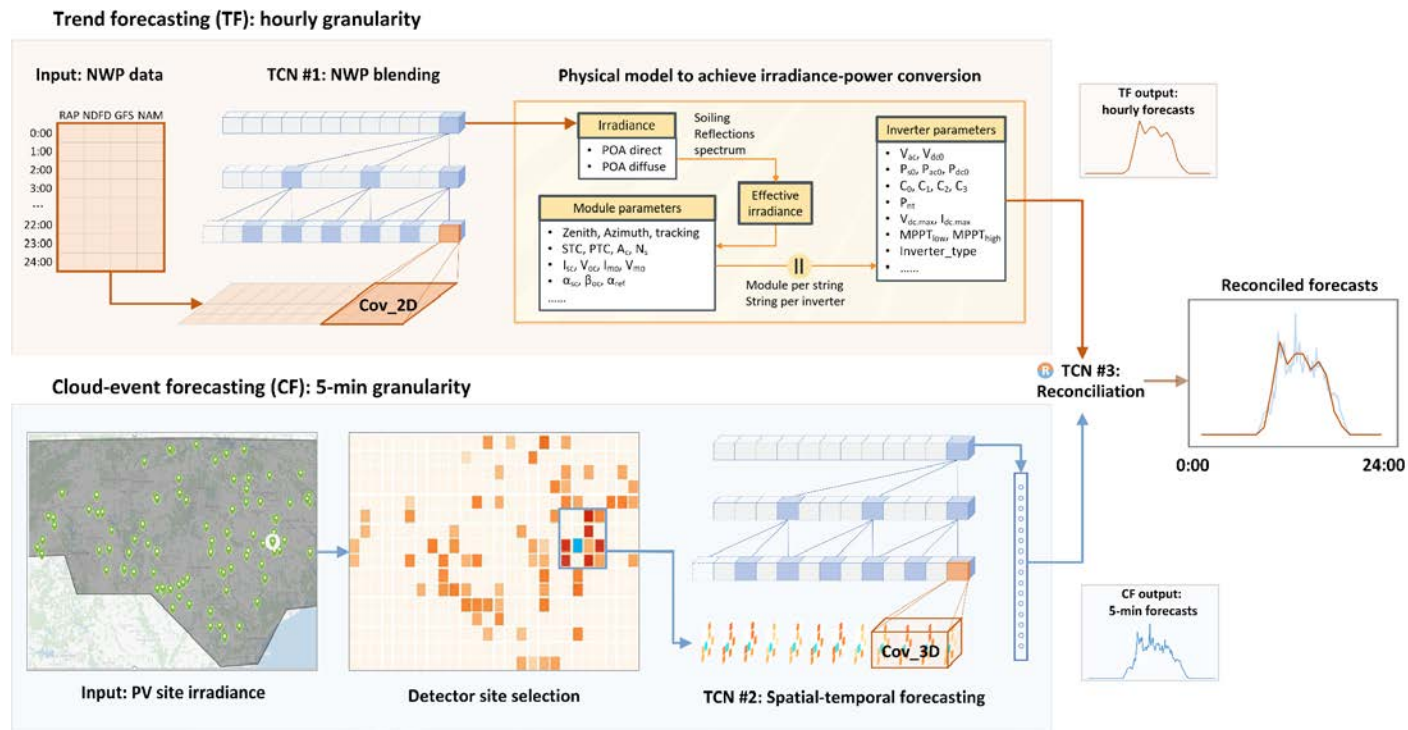 Trend forecasting (TF): hourly granularity
Input: NWP data
RAP NDFD GFS NAM
0:00
1:00
2:00
3:00
...
22:00
23:00
24:00
TCN #1: NWP blending
Cov_2D
Physical model to achieve irradiance-power conversion
Irradiance
• POA direct
• POA diffuse
Soiling
Reflections
spectrum
Effective
irradiance
Module parameters
• Zenith, Azimuth, tracking
• STC, PTC, Ac, Ns
• Isc, Voc, Imo, Vmo
• αsc, βoc, αref
......
Module per string
String per inverter
Inverter parameters
• Vac, Vdc0
• Ps0, Pac0, Pdc0
• C0, C1, C2, C3
• Pnt
• Vdc.max, Idc.max
• MPPTlow, MPPThigh
• Inverter_type
• ......
TF output:
hourly forecasts
Reconciled forecasts
0:00 24:00
R TCN #3:
Reconciliation
Cloud-event forecasting (CF): 5-min granularity
Input: PV site irradiance
Detector site selection
Cov_3D
TCN #2: Spatial-temporal forecasting
CF output:
5-min forecasts